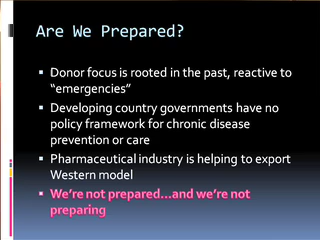 Are We Prepared?
Donor focus is rooted in the past, reactive to
“emergencies”
Developing country governments have no
policy framework for chronic disease
prevention or care
Pharmaceutical industry is helping to export
Western model
We’re not prepared…and we’re not
preparing